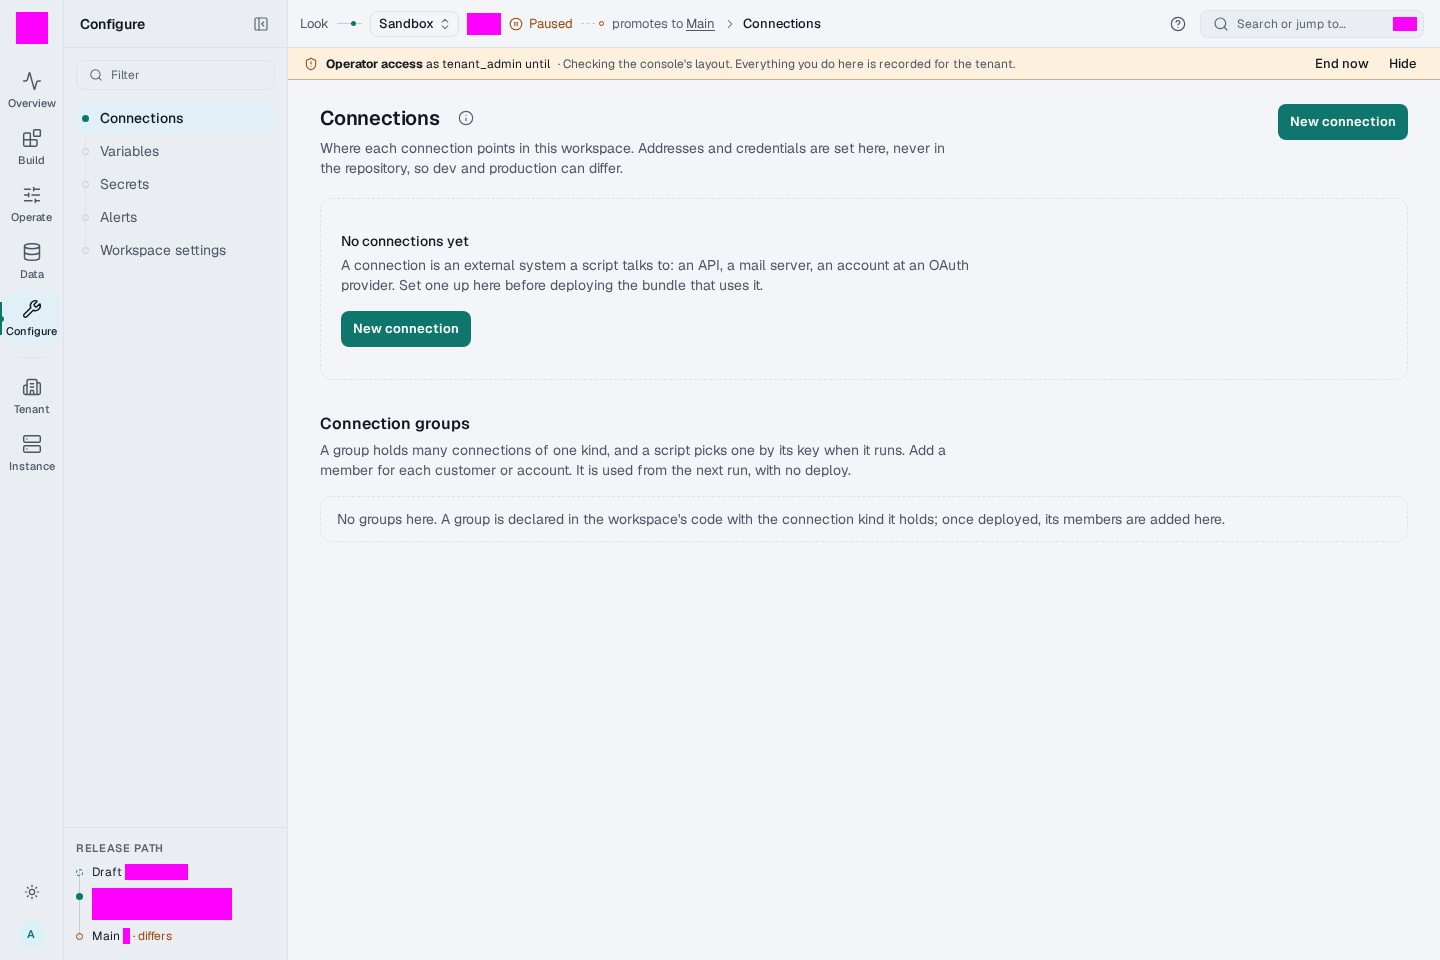 Configure
Look
Sandbox
Paused
promotes to Main
Connections
Search or jump to…
Operator access as tenant_admin until · Checking the console's layout. Everything you do here is recorded for the tenant.
End now
Hide
Overview
Build
Operate
Data
Configure
Tenant
Instance
A
Filter
Connections
Variables
Secrets
Alerts
Workspace settings
RELEASE PATH
Draft
Main · differs
Connections
New connection
Where each connection points in this workspace. Addresses and credentials are set here, never in
the repository, so dev and production can differ.
No connections yet
A connection is an external system a script talks to: an API, a mail server, an account at an OAuth
provider. Set one up here before deploying the bundle that uses it.
New connection
Connection groups
A group holds many connections of one kind, and a script picks one by its key when it runs. Add a
member for each customer or account. It is used from the next run, with no deploy.
No groups here. A group is declared in the workspace's code with the connection kind it holds; once deployed, its members are added here.